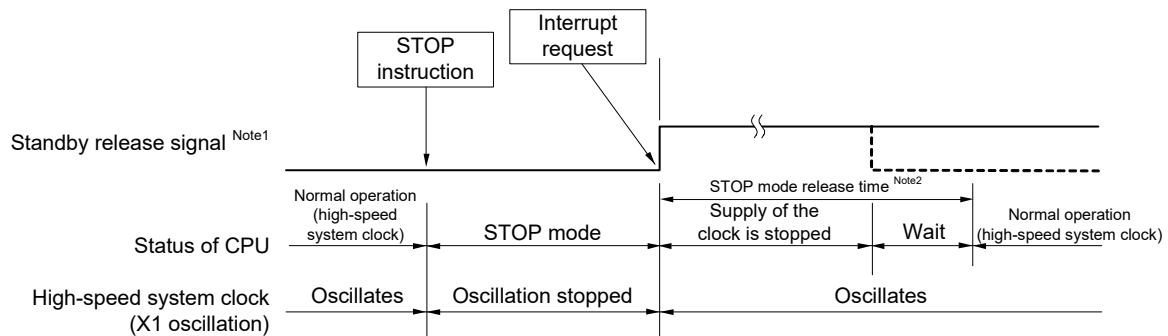 Interrupt
request
STOP
instruction
Standby release signal Note1
STOP mode release time Note2
Normal operation
(high-speed
system clock)
Supply of the
clock is stopped
Normal operation
(high-speed system clock)
Status of CPU
STOP mode
Wait
High-speed system clock
(X1 oscillation)
Oscillates
Oscillation stopped
Oscillates